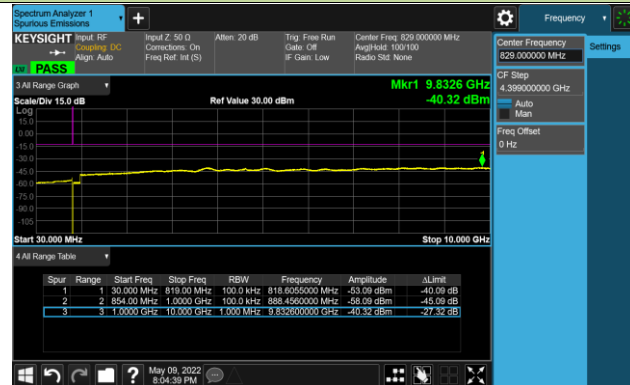 Spectrum Analyzer 1
Spurious Emissions
+
Frequency
KEYSIGHT
Input: RF
Coupling: DC
Align: Auto
Input Z: 50 Ω
Corrections: On
Freq Ref: Int (S)
Atten: 20 dB
Trig: Free Run
Gate: Off
IF Gain: Low
Center Freq: 829.000000 MHz
Avg|Hold: 100/100
Radio Std: None
PASS
Center Frequency
829.000000 MHz
Settings
CF Step
4.399000000 GHz
Auto
Man
Freq Offset
0 Hz
3 All Range Graph
Mkr1 9.8326 GHz
-40.32 dBm
Scale/Div 15.0 dB
Ref Value 30.00 dBm
Log
15.0
0.00
-15.0
-30.0
-45.0
-60.0
-75.0
-90.0
-105
Start 30.000 MHz
Stop 10.000 GHz
4 All Range Table
Spur Range Start Freq Stop Freq RBW Frequency Amplitude ΔLimit
1 1 30.000 MHz 819.00 MHz 100.0 kHz 818.6055000 MHz -53.09 dBm -40.09 dB
2 2 854.00 MHz 1.0000 GHz 100.0 kHz 888.4560000 MHz -58.09 dBm -45.09 dB
3 3 1.0000 GHz 10.000 GHz 1.000 MHz 9.832600000 GHz -40.32 dBm -27.32 dB
?
May 09, 2022
8:04:39 PM